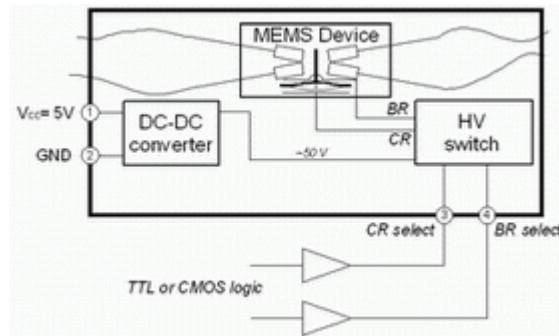 MEMS Device
BR
CR
HV
switch
Vcc= 5V
1
DC-DC
converter
GND
2
~50 V
3
4
CR select
BR select
TTL or CMOS logic